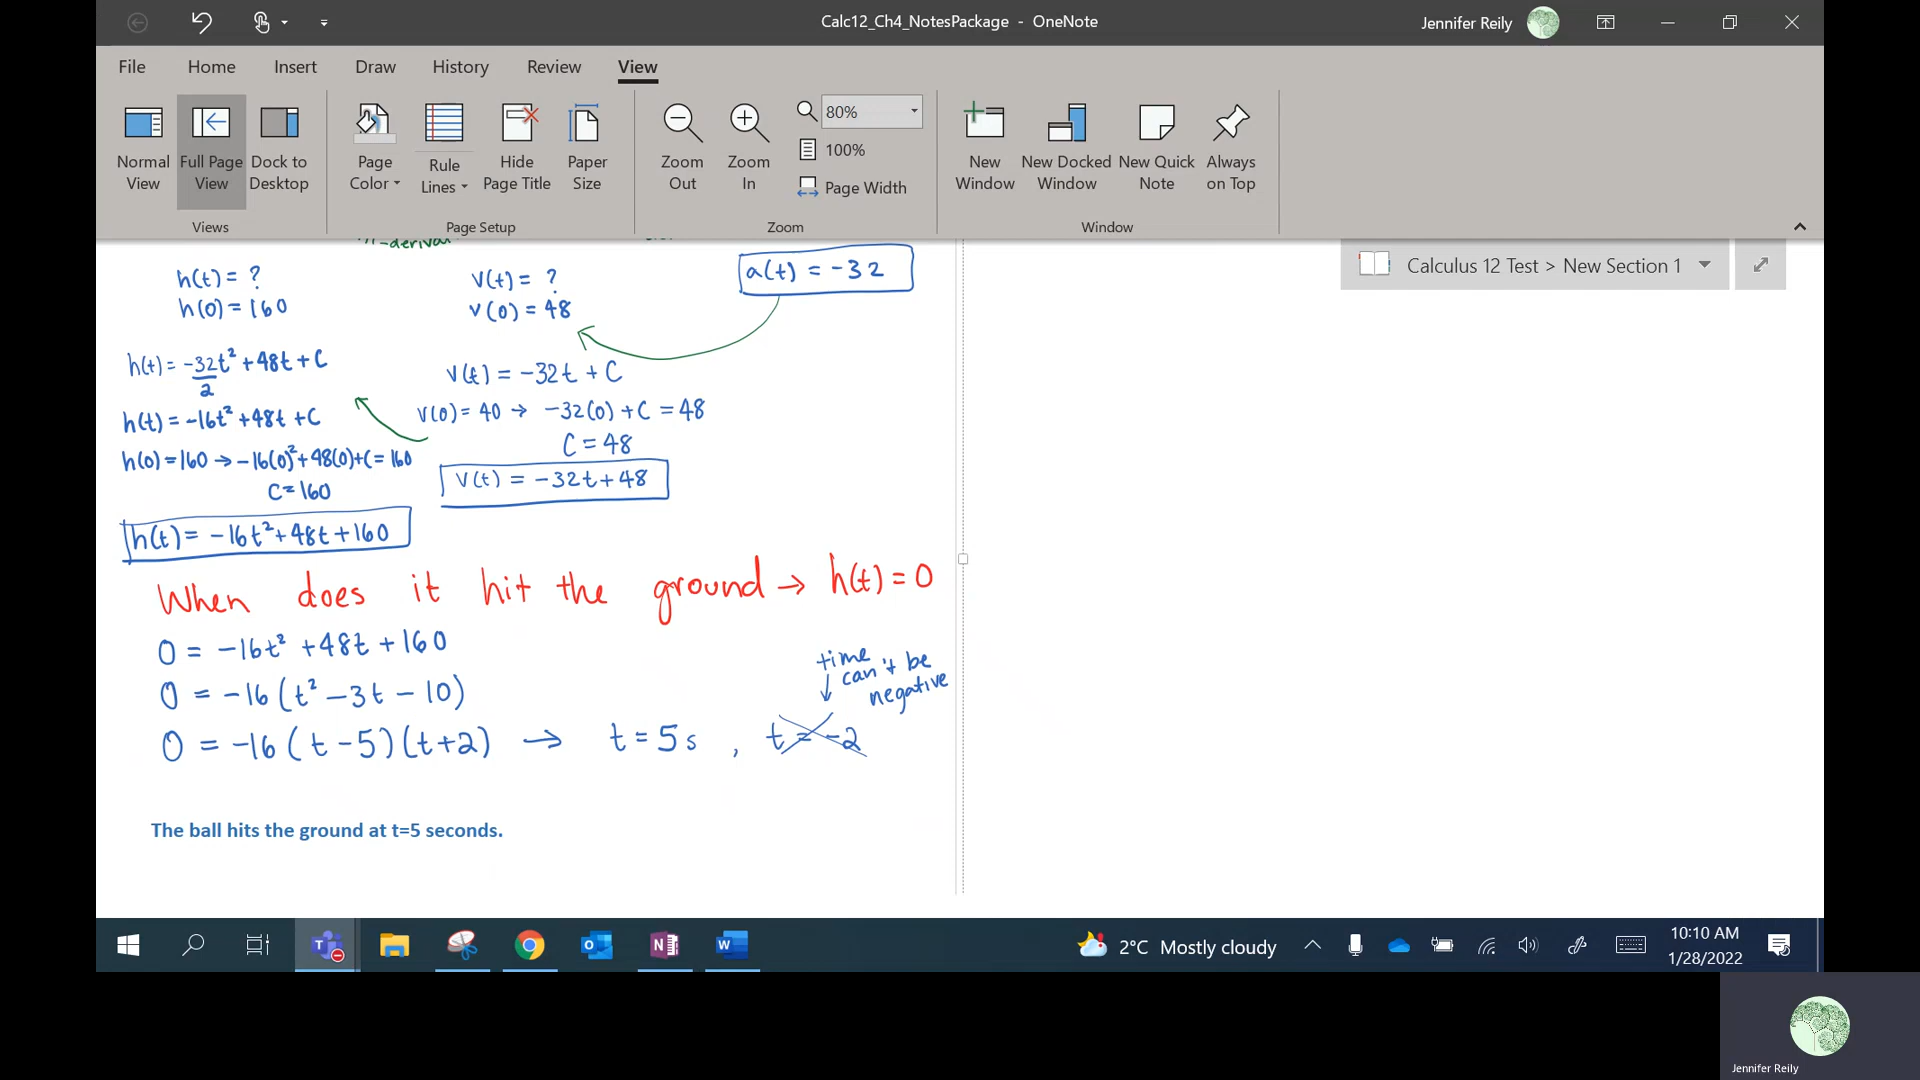 Calc12_Ch4_NotesPackage - OneNote
Jennifer Reily
File Home Insert Draw History Review View
Normal View
Full Page View
Dock to Desktop
Views
Page Color
Rule Lines
Hide Page Title
Paper Size
Page Setup
Zoom Out
Zoom In
80%
100%
Page Width
Zoom
New Window
New Docked Window
New Quick Note
Always on Top
Window
Calculus 12 Test > New Section 1
h(t) = ?
h(0) = 160
v(t) = ?
v(0) = 48
a(t) = -32
h(t) = -32/2 t² + 48t + C
h(t) = -16t² + 48t + C
h(0) = 160 → -16(0)² + 48(0) + C = 160
C = 160
h(t) = -16t² + 48t + 160
v(t) = -32t + C
v(0) = 40 → -32(0) + C = 48
C = 48
v(t) = -32t + 48
When does it hit the ground → h(t) = 0
0 = -16t² + 48t + 160
0 = -16(t² - 3t - 10)
0 = -16(t - 5)(t + 2) → t = 5 s , t = -2
time
can't be
negative
The ball hits the ground at t=5 seconds.
2°C Mostly cloudy
10:10 AM
1/28/2022
Jennifer Reily